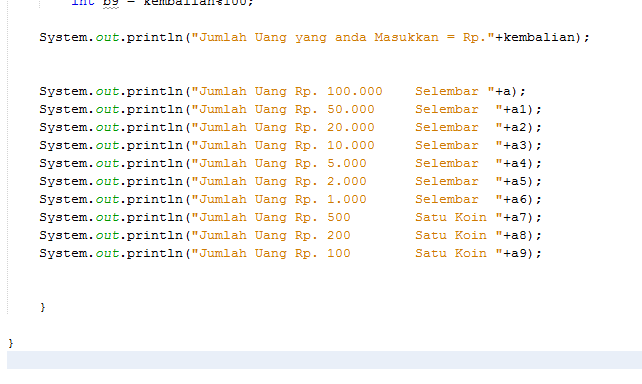 int b9 = kembalian%100;
System.out.println("Jumlah Uang yang anda Masukkan = Rp."+kembalian);
System.out.println("Jumlah Uang Rp. 100.000    Selembar "+a);
System.out.println("Jumlah Uang Rp. 50.000     Selembar  "+a1);
System.out.println("Jumlah Uang Rp. 20.000     Selembar  "+a2);
System.out.println("Jumlah Uang Rp. 10.000     Selembar  "+a3);
System.out.println("Jumlah Uang Rp. 5.000      Selembar  "+a4);
System.out.println("Jumlah Uang Rp. 2.000      Selembar  "+a5);
System.out.println("Jumlah Uang Rp. 1.000      Selembar  "+a6);
System.out.println("Jumlah Uang Rp. 500        Satu Koin "+a7);
System.out.println("Jumlah Uang Rp. 200        Satu Koin "+a8);
System.out.println("Jumlah Uang Rp. 100        Satu Koin "+a9);
}
}